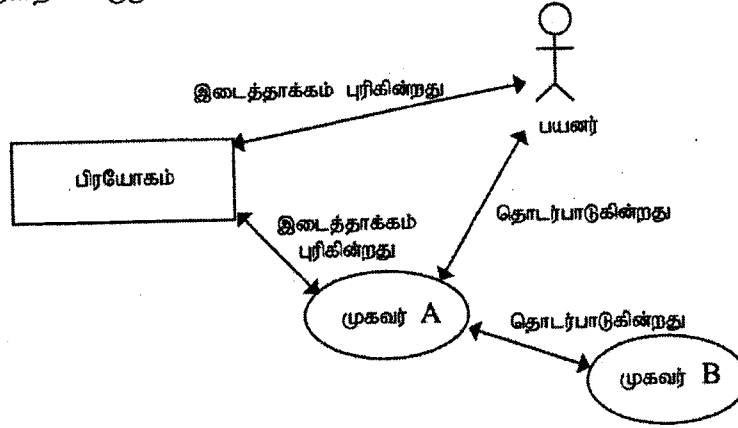 இடைத்தாக்கம் புரிகின்றது
பயனர்
பிரயோகம்
இடைத்தாக்கம்
புரிகின்றது
தொடர்பாடுகின்றது
முகவர் A
தொடர்பாடுகின்றது
முகவர் B